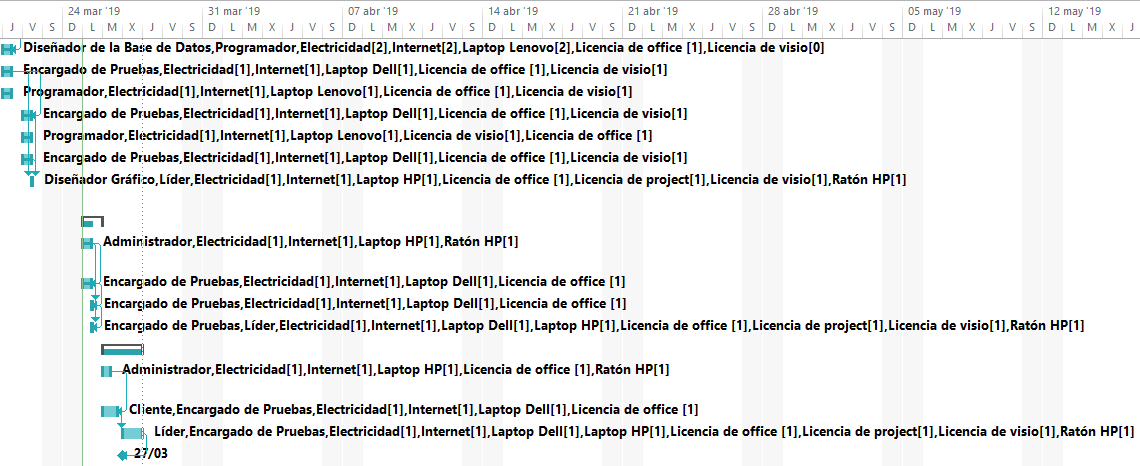 24 mar '19 31 mar '19 07 abr '19 14 abr '19 21 abr '19 28 abr '19 05 may '19 12 may '19
J V S D L M X J V S D L M X J V S D L M X J V S D L M X J V S D L M X J V S D L M X J V S D L M X J V S D L M X J
Diseñador de la Base de Datos,Programador,Electricidad[2],Internet[2],Laptop Lenovo[2],Licencia de office [1],Licencia de visio[0]
Encargado de Pruebas,Electricidad[1],Internet[1],Laptop Dell[1],Licencia de office [1],Licencia de visio[1]
Programador,Electricidad[1],Internet[1],Laptop Lenovo[1],Licencia de office [1],Licencia de visio[1]
Encargado de Pruebas,Electricidad[1],Internet[1],Laptop Dell[1],Licencia de office [1],Licencia de visio[1]
Programador,Electricidad[1],Internet[1],Laptop Lenovo[1],Licencia de visio[1],Licencia de office [1]
Encargado de Pruebas,Electricidad[1],Internet[1],Laptop Dell[1],Licencia de office [1],Licencia de visio[1]
Diseñador Gráfico,Líder,Electricidad[1],Internet[1],Laptop HP[1],Licencia de office [1],Licencia de project[1],Licencia de visio[1],Ratón HP[1]
Administrador,Electricidad[1],Internet[1],Laptop HP[1],Ratón HP[1]
Encargado de Pruebas,Electricidad[1],Internet[1],Laptop Dell[1],Licencia de office [1]
Encargado de Pruebas,Electricidad[1],Internet[1],Laptop Dell[1],Licencia de office [1]
Encargado de Pruebas,Líder,Electricidad[1],Internet[1],Laptop Dell[1],Laptop HP[1],Licencia de office [1],Licencia de project[1],Licencia de visio[1],Ratón HP[1]
Administrador,Electricidad[1],Internet[1],Laptop HP[1],Licencia de office [1],Ratón HP[1]
Cliente,Encargado de Pruebas,Electricidad[1],Internet[1],Laptop Dell[1],Licencia de office [1]
Líder,Encargado de Pruebas,Electricidad[1],Internet[1],Laptop Dell[1],Laptop HP[1],Licencia de office [1],Licencia de project[1],Licencia de visio[1],Ratón HP[1]
27/03